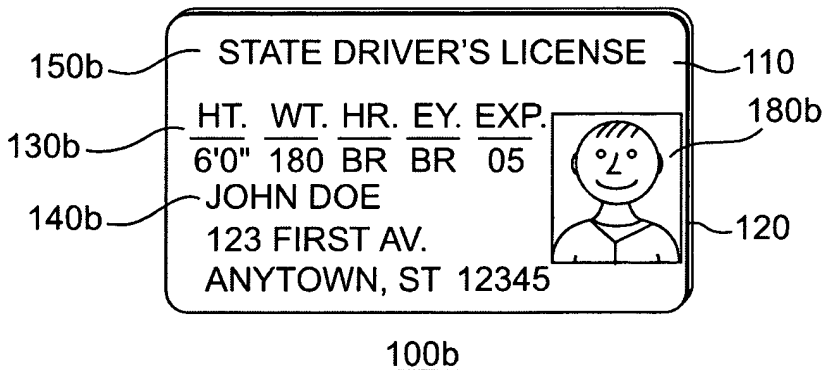 150b STATE DRIVER'S LICENSE 110
HT. WT. HR. EY. EXP. 180b
130b 6'0" 180 BR BR 05
140b JOHN DOE
123 FIRST AV. 120
ANYTOWN, ST 12345
100b